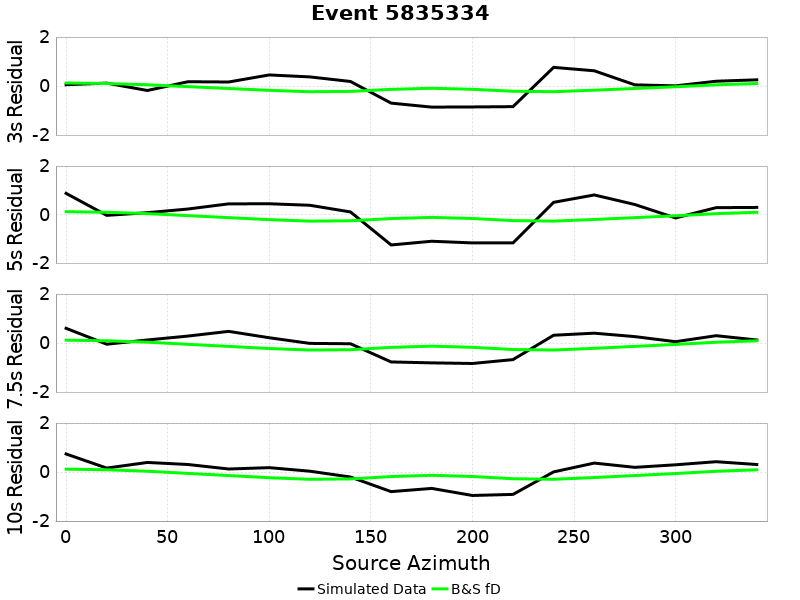 Event 5835334
3s Residual
2
0
-2
5s Residual
2
0
-2
7.5s Residual
2
0
-2
10s Residual
2
0
-2
0 50 100 150 200 250 300
Source Azimuth
Simulated Data B&S fD